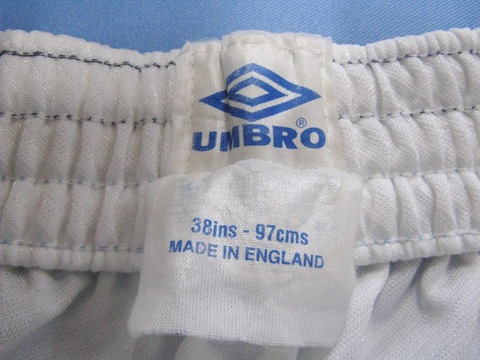 UMBRO®
38ins - 97cms
MADE IN ENGLAND